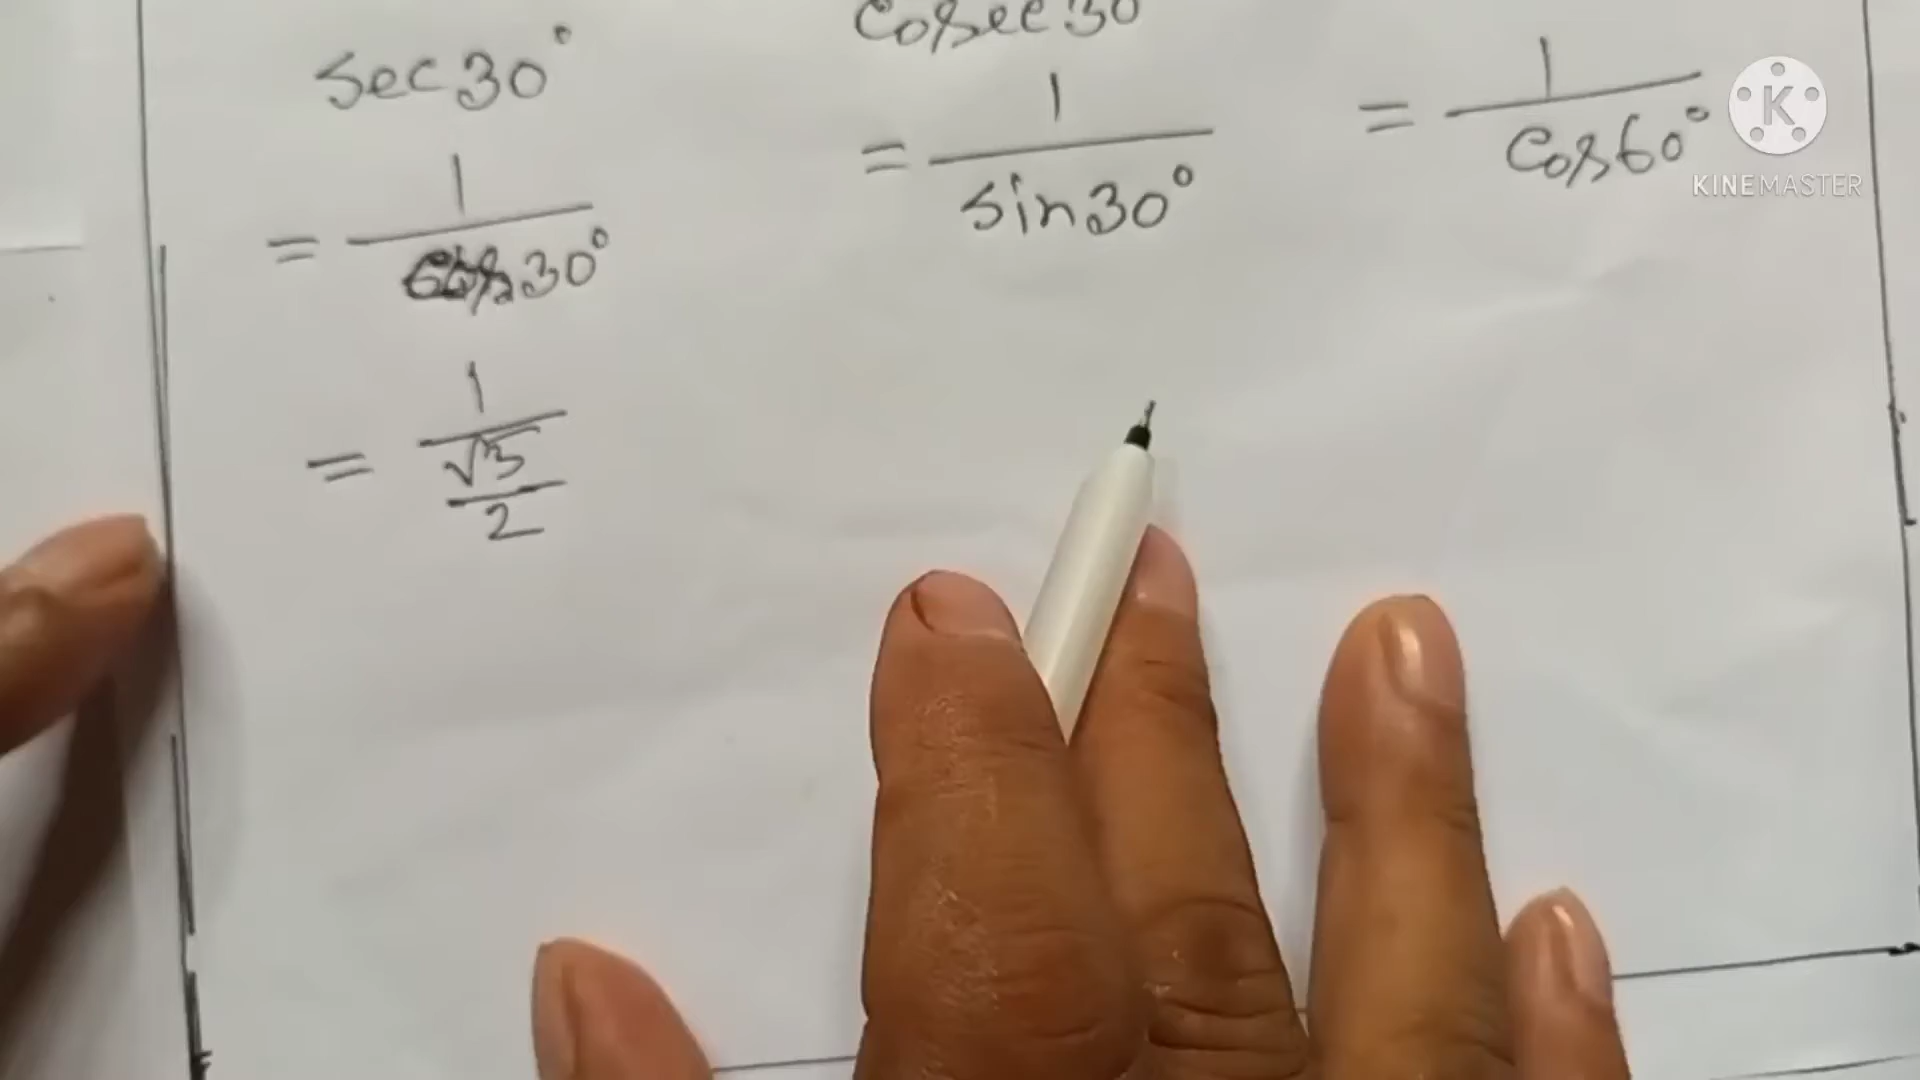 sec 30°
= 1
cos 30°
= 1
√3
2
Cosec 30
= 1
sin 30°
= 1
Cos 60°
K
KINEMASTER